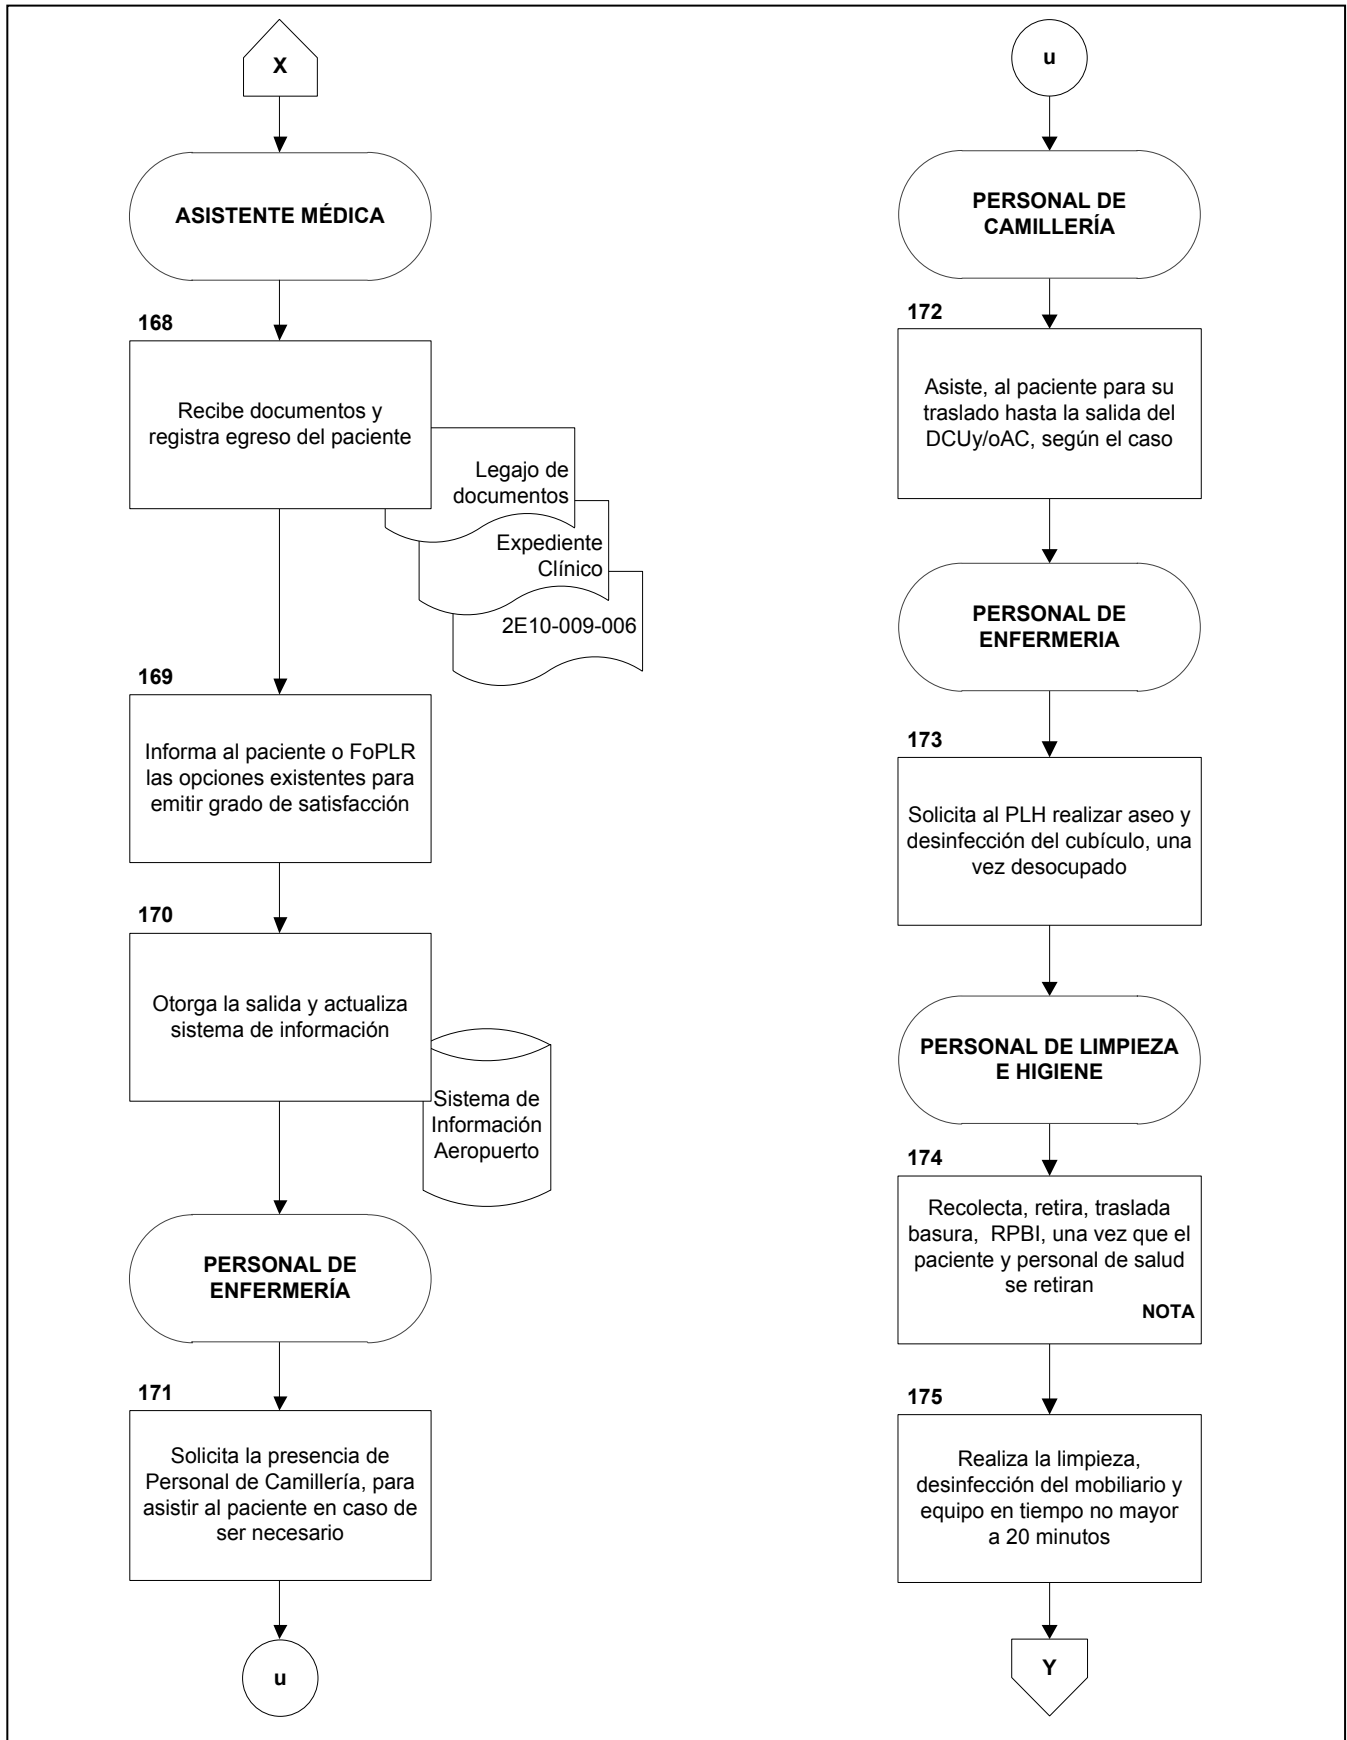 X
ASISTENTE MÉDICA
168
Recibe documentos y
registra egreso del paciente
Legajo de
documentos
Expediente
Clínico
2E10-009-006
169
Informa al paciente o FoPLR
las opciones existentes para
emitir grado de satisfacción
170
Otorga la salida y actualiza
sistema de información
Sistema de
Información
Aeropuerto
PERSONAL DE
ENFERMERÍA
171
Solicita la presencia de
Personal de Camillería, para
asistir al paciente en caso de
ser necesario
u
u
PERSONAL DE
CAMILLERÍA
172
Asiste, al paciente para su
traslado hasta la salida del
DCUy/oAC, según el caso
PERSONAL DE
ENFERMERIA
173
Solicita al PLH realizar aseo y
desinfección del cubículo, una
vez desocupado
PERSONAL DE LIMPIEZA
E HIGIENE
174
Recolecta, retira, traslada
basura, RPBI, una vez que el
paciente y personal de salud
se retiran
NOTA
175
Realiza la limpieza,
desinfección del mobiliario y
equipo en tiempo no mayor
a 20 minutos
Y